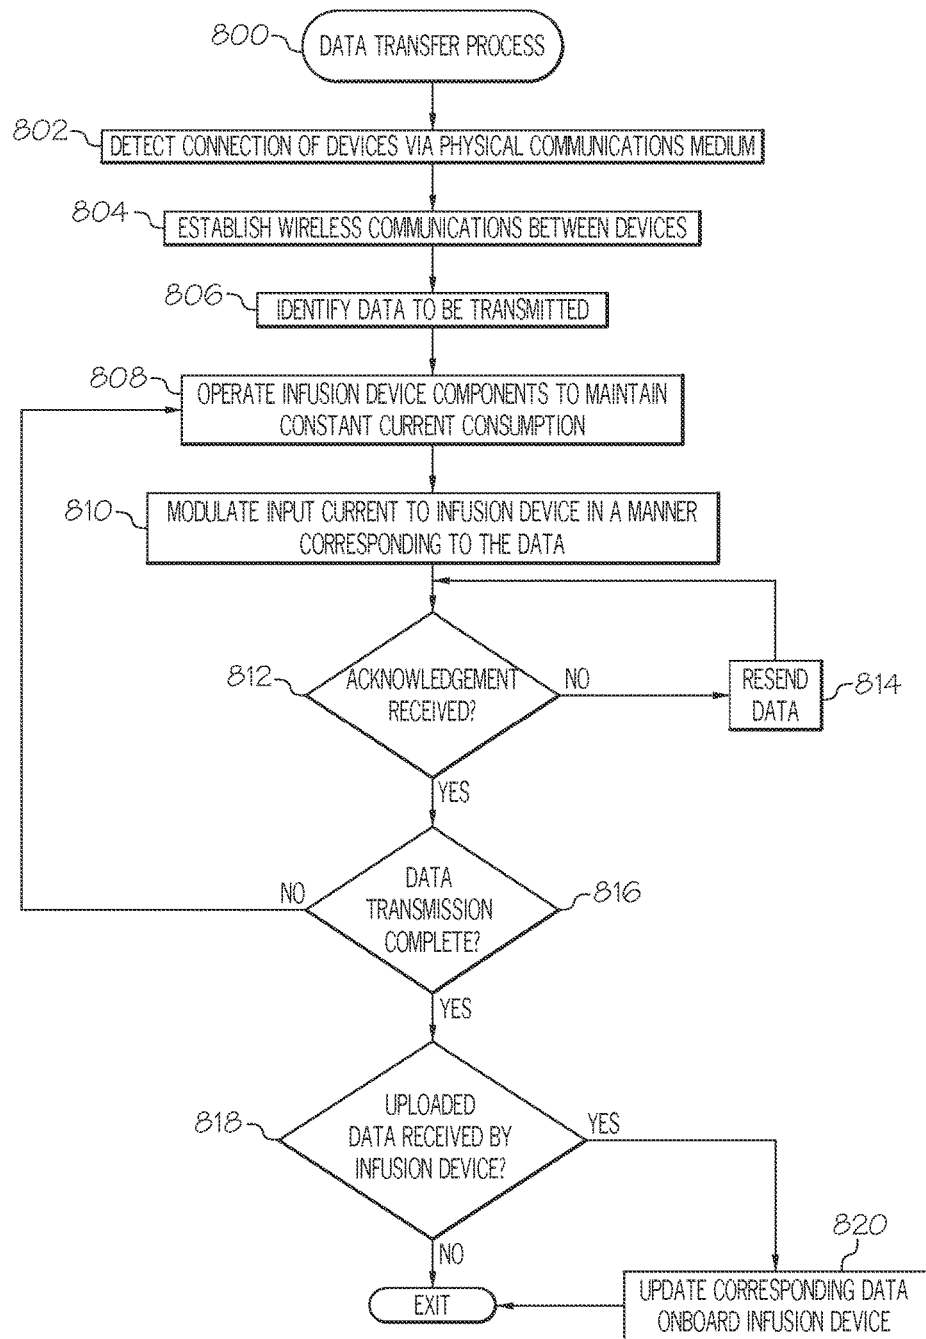 800
DATA TRANSFER PROCESS
802
DETECT CONNECTION OF DEVICES VIA PHYSICAL COMMUNICATIONS MEDIUM
804
ESTABLISH WIRELESS COMMUNICATIONS BETWEEN DEVICES
806
IDENTIFY DATA TO BE TRANSMITTED
808
OPERATE INFUSION DEVICE COMPONENTS TO MAINTAIN
CONSTANT CURRENT CONSUMPTION
810
MODULATE INPUT CURRENT TO INFUSION DEVICE IN A MANNER
CORRESPONDING TO THE DATA
812
ACKNOWLEDGEMENT
RECEIVED?
NO
RESEND
DATA
814
YES
NO
DATA
TRANSMISSION
COMPLETE?
816
YES
818
UPLOADED
DATA RECEIVED BY
INFUSION DEVICE?
YES
NO
820
UPDATE CORRESPONDING DATA
ONBOARD INFUSION DEVICE
EXIT